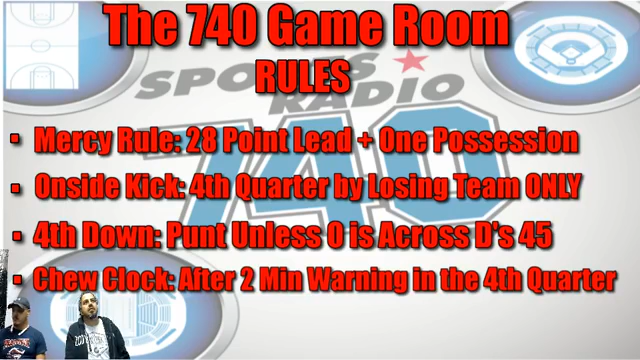 The 740 Game Room
RULES
SPORTS
RADIO
740
▪ Mercy Rule: 28 Point Lead + One Possession
▪ Onside Kick: 4th Quarter by Losing Team ONLY
▪ 4th Down: Punt Unless O is Across D's 45
▪ Chew Clock: After 2 Min Warning in the 4th Quarter